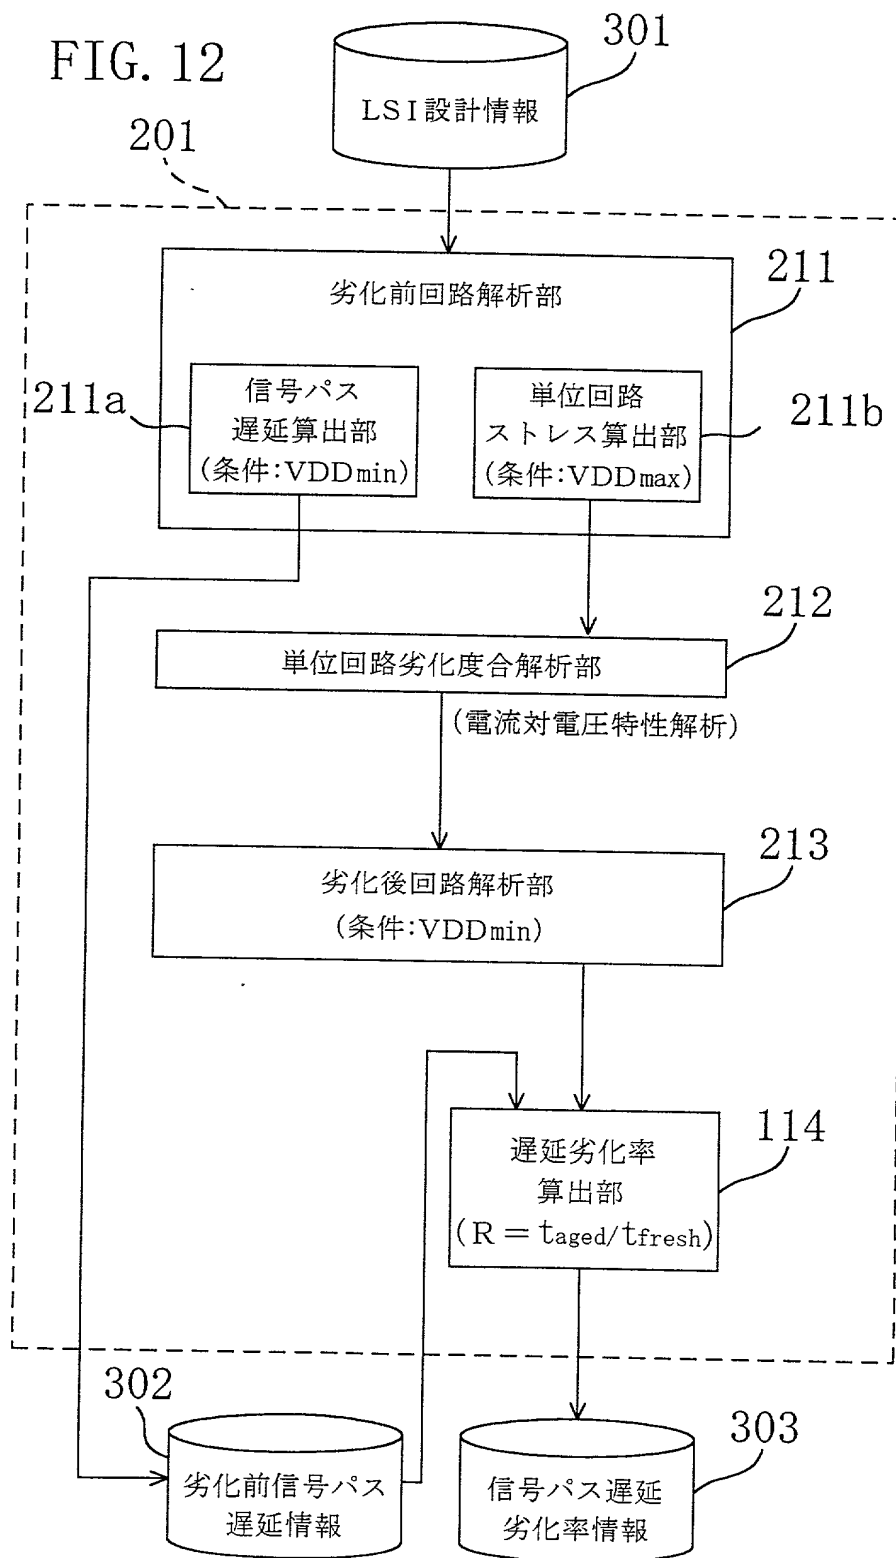 FIG. 12
301
LSI設計情報
201
劣化前回路解析部
211
211a
信号パス
遅延算出部
(条件:VDDmin)
単位回路
ストレス算出部
(条件:VDDmax)
211b
212
単位回路劣化度合解析部
(電流対電圧特性解析)
213
劣化後回路解析部
(条件:VDDmin)
114
遅延劣化率
算出部
(R=taged/tfresh)
302
劣化前信号パス
遅延情報
303
信号パス遅延
劣化率情報